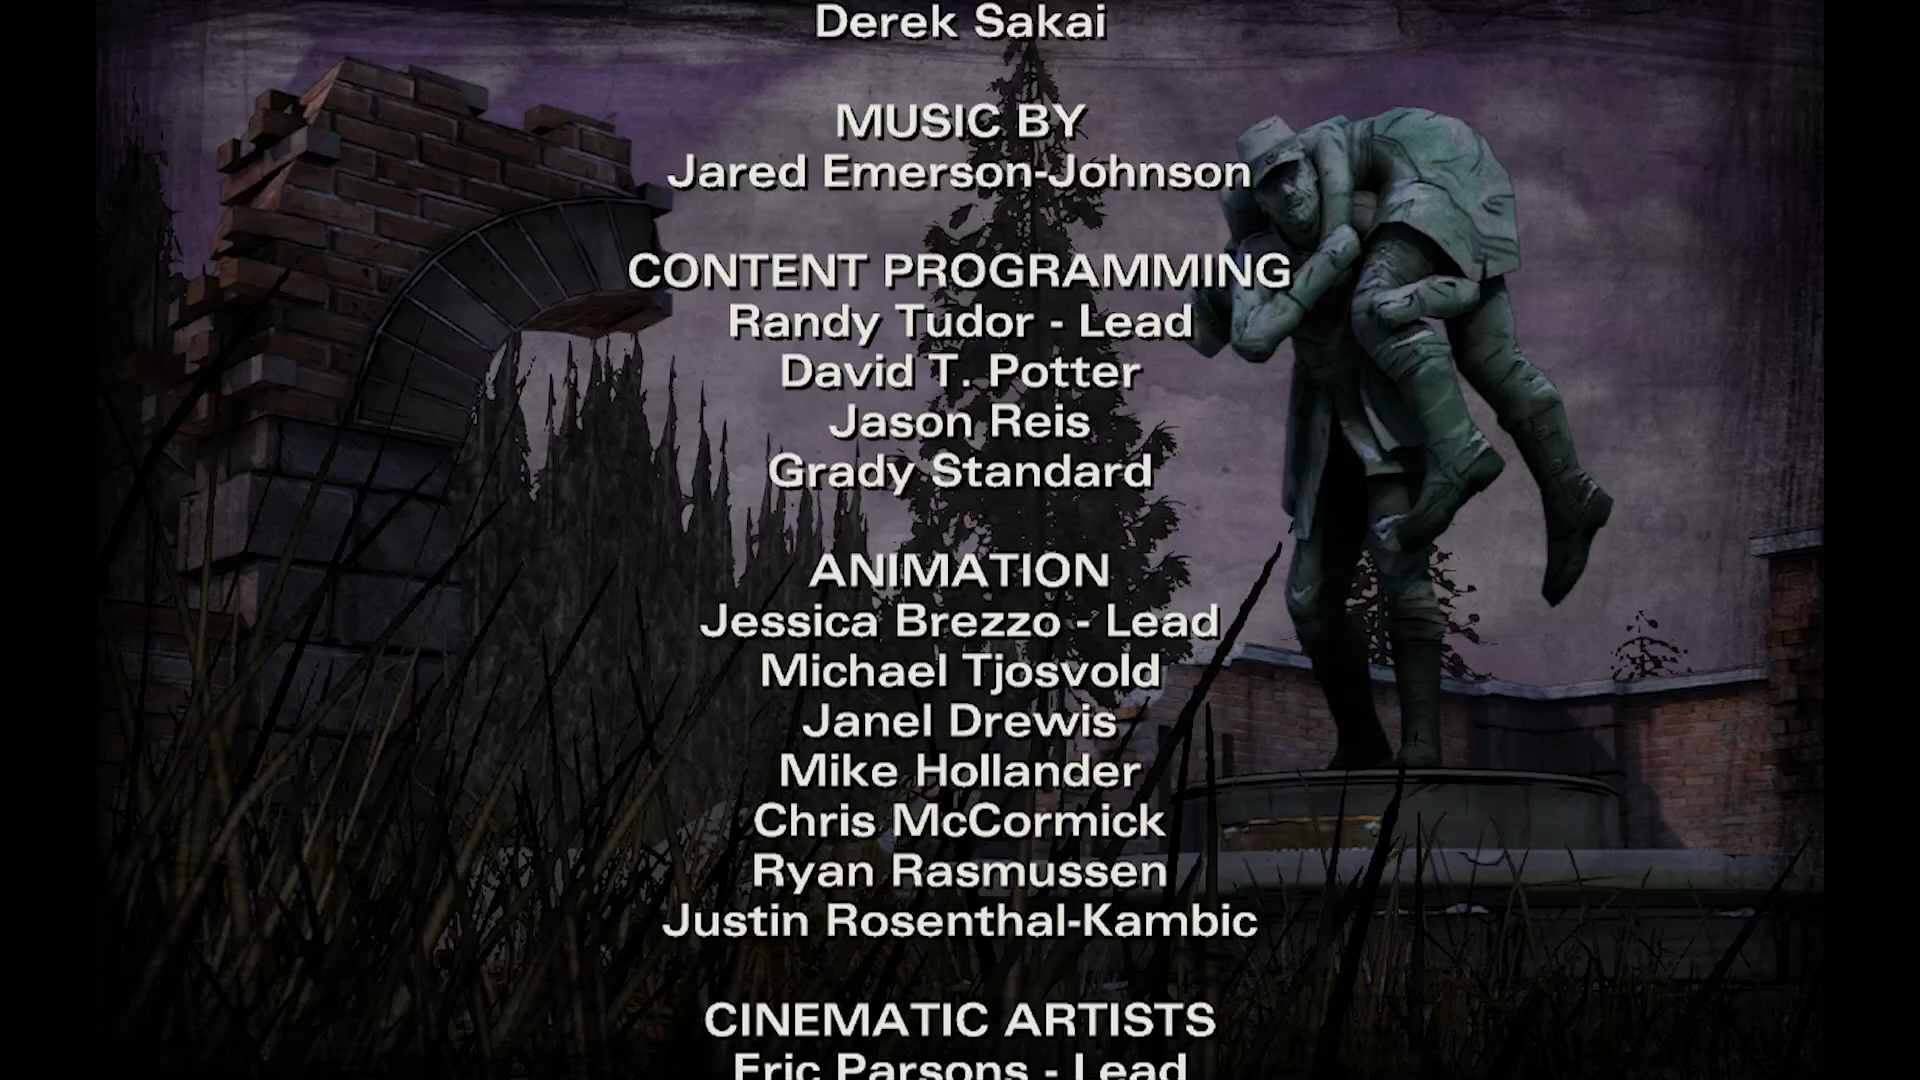 Derek Sakai
MUSIC BY
Jared Emerson-Johnson
CONTENT PROGRAMMING
Randy Tudor - Lead
David T. Potter
Jason Reis
Grady Standard
ANIMATION
Jessica Brezzo - Lead
Michael Tjosvold
Janel Drewis
Mike Hollander
Chris McCormick
Ryan Rasmussen
Justin Rosenthal-Kambic
CINEMATIC ARTISTS
Eric Parsons - Lead